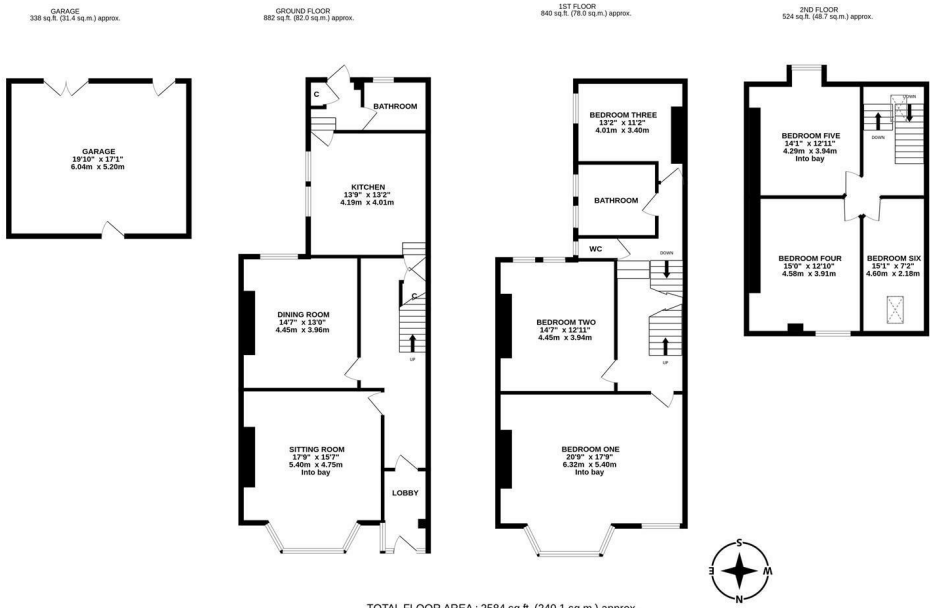 GARAGE
338 sq.ft. (31.4 sq.m.) approx.
GROUND FLOOR
882 sq.ft. (82.0 sq.m.) approx.
1ST FLOOR
840 sq.ft. (78.0 sq.m.) approx.
2ND FLOOR
524 sq.ft. (48.7 sq.m.) approx.
GARAGE
19'10" x 17'1"
6.04m x 5.20m
C
BATHROOM
KITCHEN
13'9" x 13'2"
4.19m x 4.01m
C
UP
DINING ROOM
14'7" x 13'0"
4.45m x 3.96m
SITTING ROOM
17'9" x 15'7"
5.40m x 4.75m
Into bay
LOBBY
BEDROOM THREE
13'2" x 11'2"
4.01m x 3.40m
BATHROOM
WC
DOWN
UP
BEDROOM TWO
14'7" x 12'11"
4.45m x 3.94m
BEDROOM ONE
20'9" x 17'9"
6.32m x 5.40m
Into bay
DOWN
DOWN
BEDROOM FIVE
14'1" x 12'11"
4.29m x 3.94m
Into bay
BEDROOM FOUR
15'0" x 12'10"
4.58m x 3.91m
BEDROOM SIX
15'1" x 7'2"
4.60m x 2.18m
S
E
W
N
TOTAL FLOOR AREA : 2584 sq.ft. (240.1 sq.m.) approx.